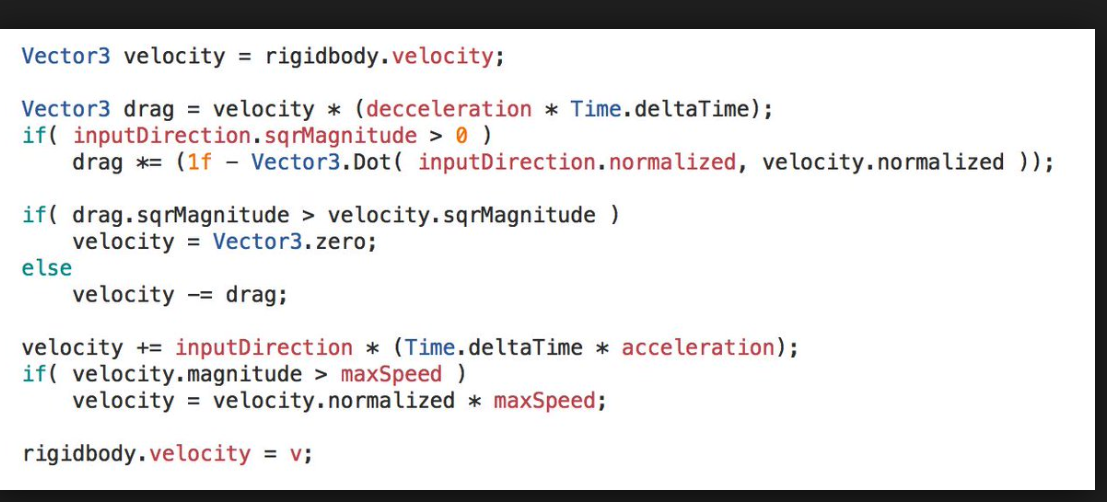 Vector3 velocity = rigidbody.velocity;
Vector3 drag = velocity * (decceleration * Time.deltaTime);
if( inputDirection.sqrMagnitude > 0 )
drag *= (1f - Vector3.Dot( inputDirection.normalized, velocity.normalized ));
if( drag.sqrMagnitude > velocity.sqrMagnitude )
velocity = Vector3.zero;
else
velocity -= drag;
velocity += inputDirection * (Time.deltaTime * acceleration);
if( velocity.magnitude > maxSpeed )
velocity = velocity.normalized * maxSpeed;
rigidbody.velocity = v;